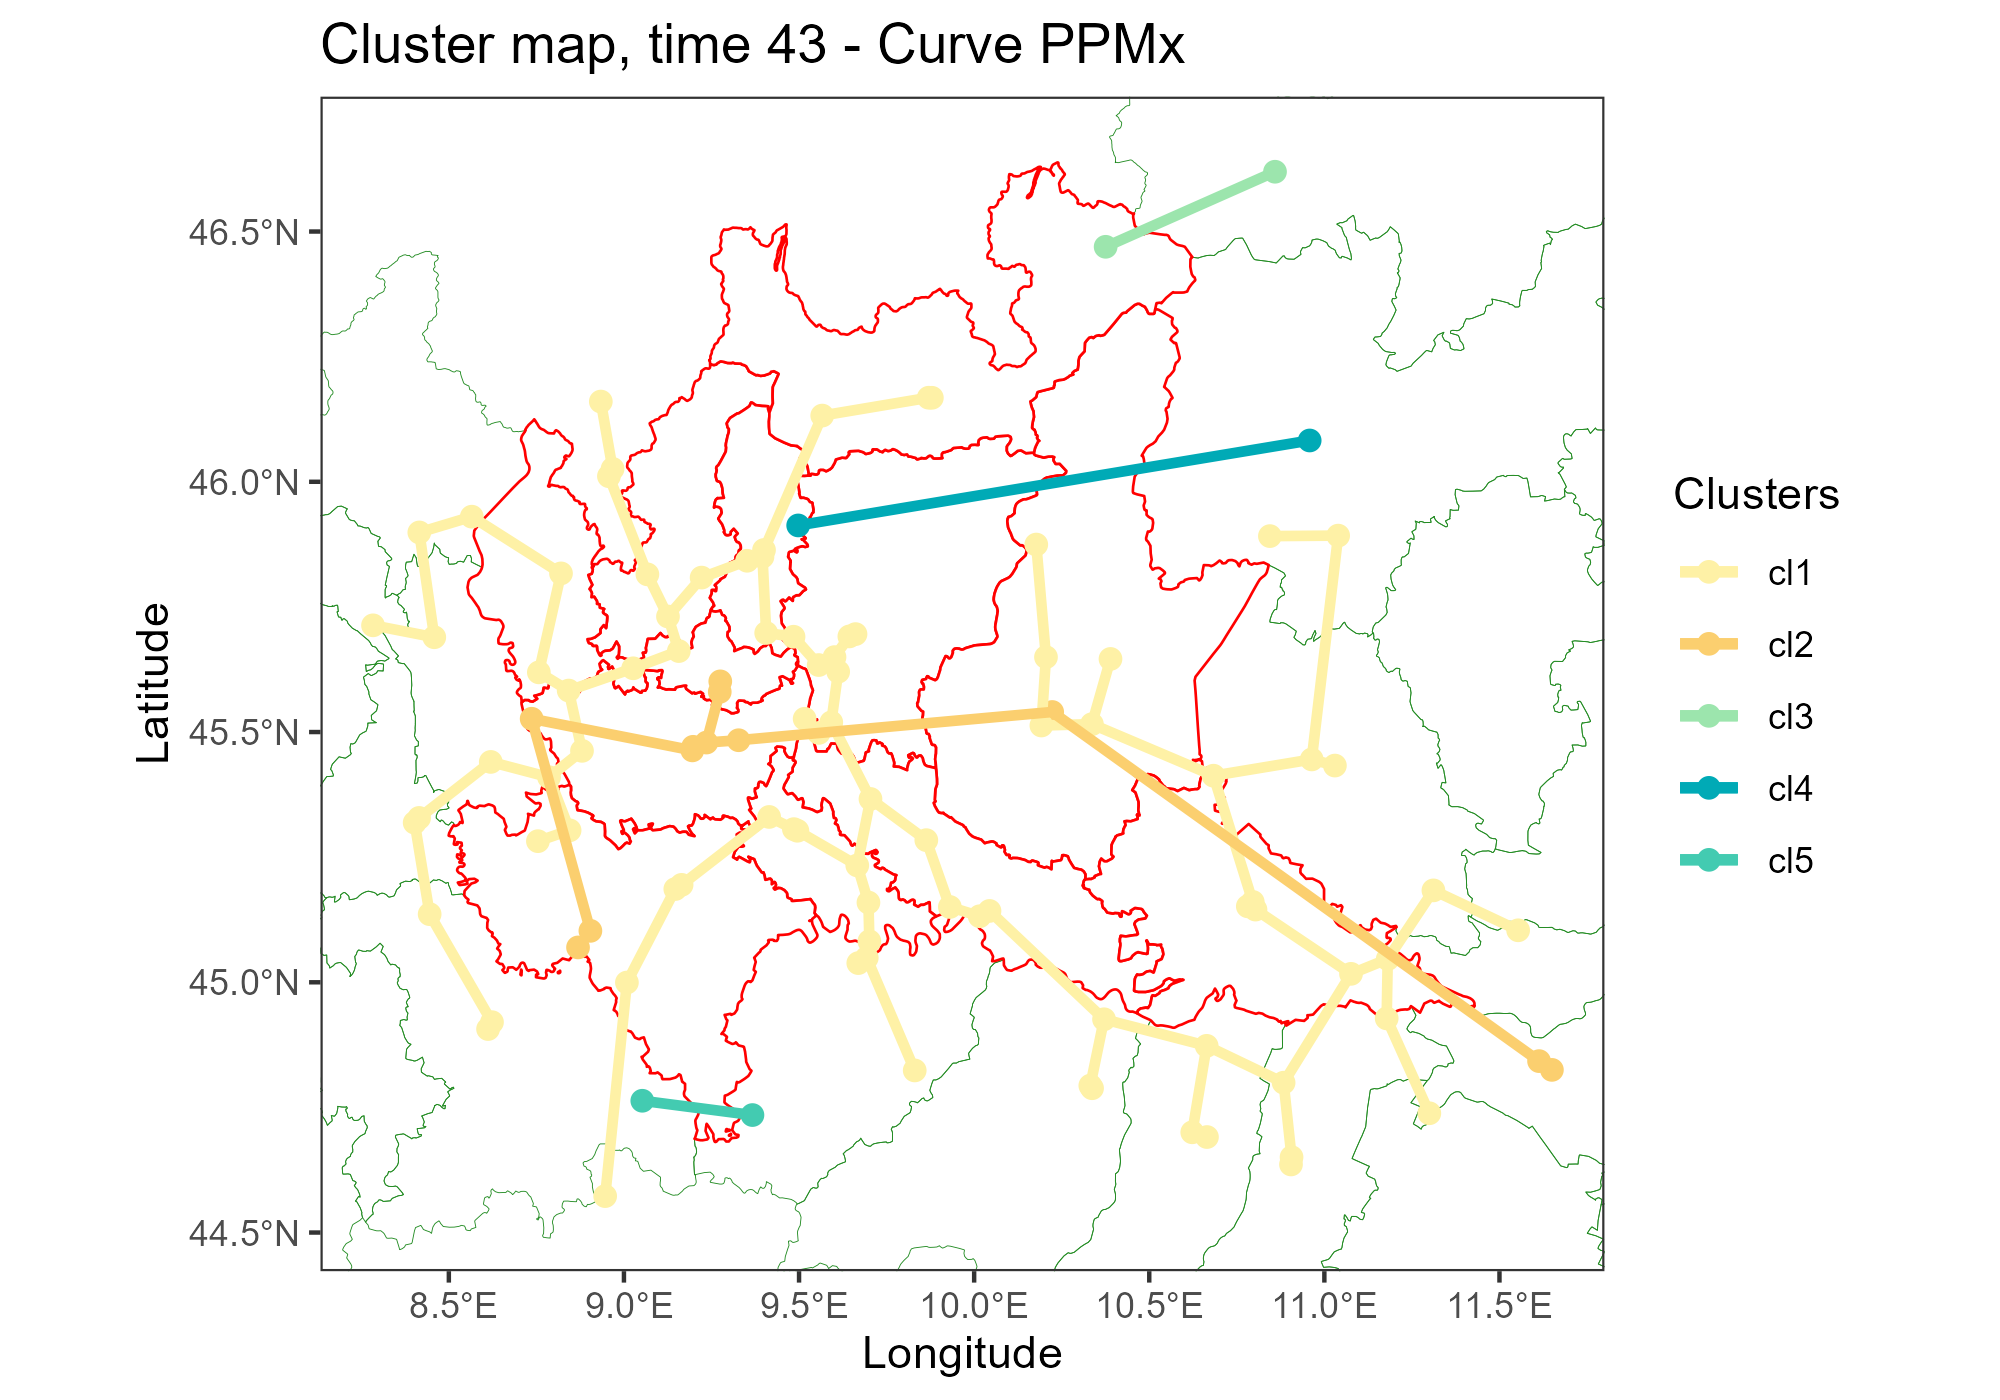 Cluster map, time 43 - Curve PPMx
46.5°N
46.0°N
45.5°N
45.0°N
44.5°N
Latitude
8.5°E
9.0°E
9.5°E
10.0°E
10.5°E
11.0°E
11.5°E
Longitude
Clusters
cl1
cl2
cl3
cl4
cl5